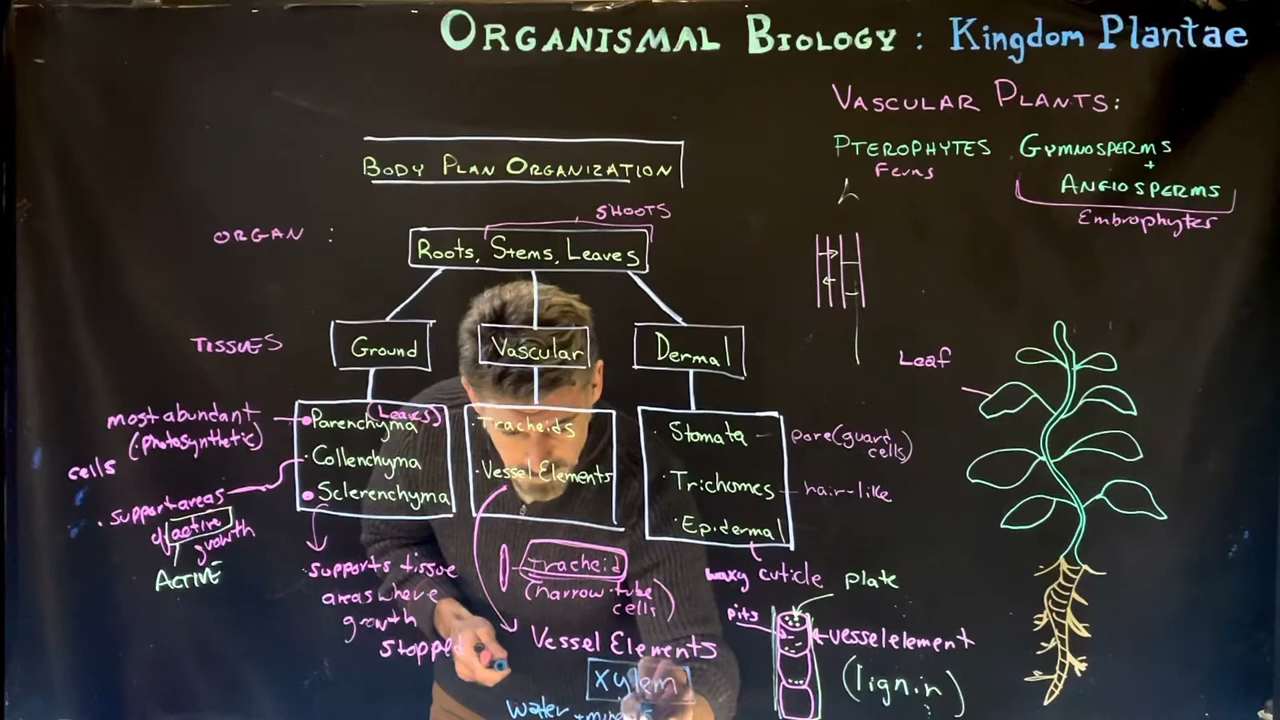 ORGANISMAL BIOLOGY : Kingdom Plantae
VASCULAR PLANTS:
PTEROPHYTES
Ferns
GYMNOSPERMS
+
ANGIOSPERMS
Embrophyter
BODY PLAN ORGANIZATION
SHOOTS
ORGAN :
Roots, Stems, Leaves
TISSUES
Ground
Vascular
Dermal
cells
most abundant
(photosynthetic)
(Leaves)
• Parenchyma
• Collenchyma
• Sclerenchyma
• support areas
of active
growth
ACTIVE
supports tissue
areas where
growth
stopped
• Tracheids
• Vessel Elements
Tracheid
(narrow tube
cells)
Vessel Elements
xylem
water +
• Stomata
pore (guard
cells)
• Trichomes
hair-like
• Epidermal
waxy cuticle
plate
pits
vessel element
(lignin)
Leaf